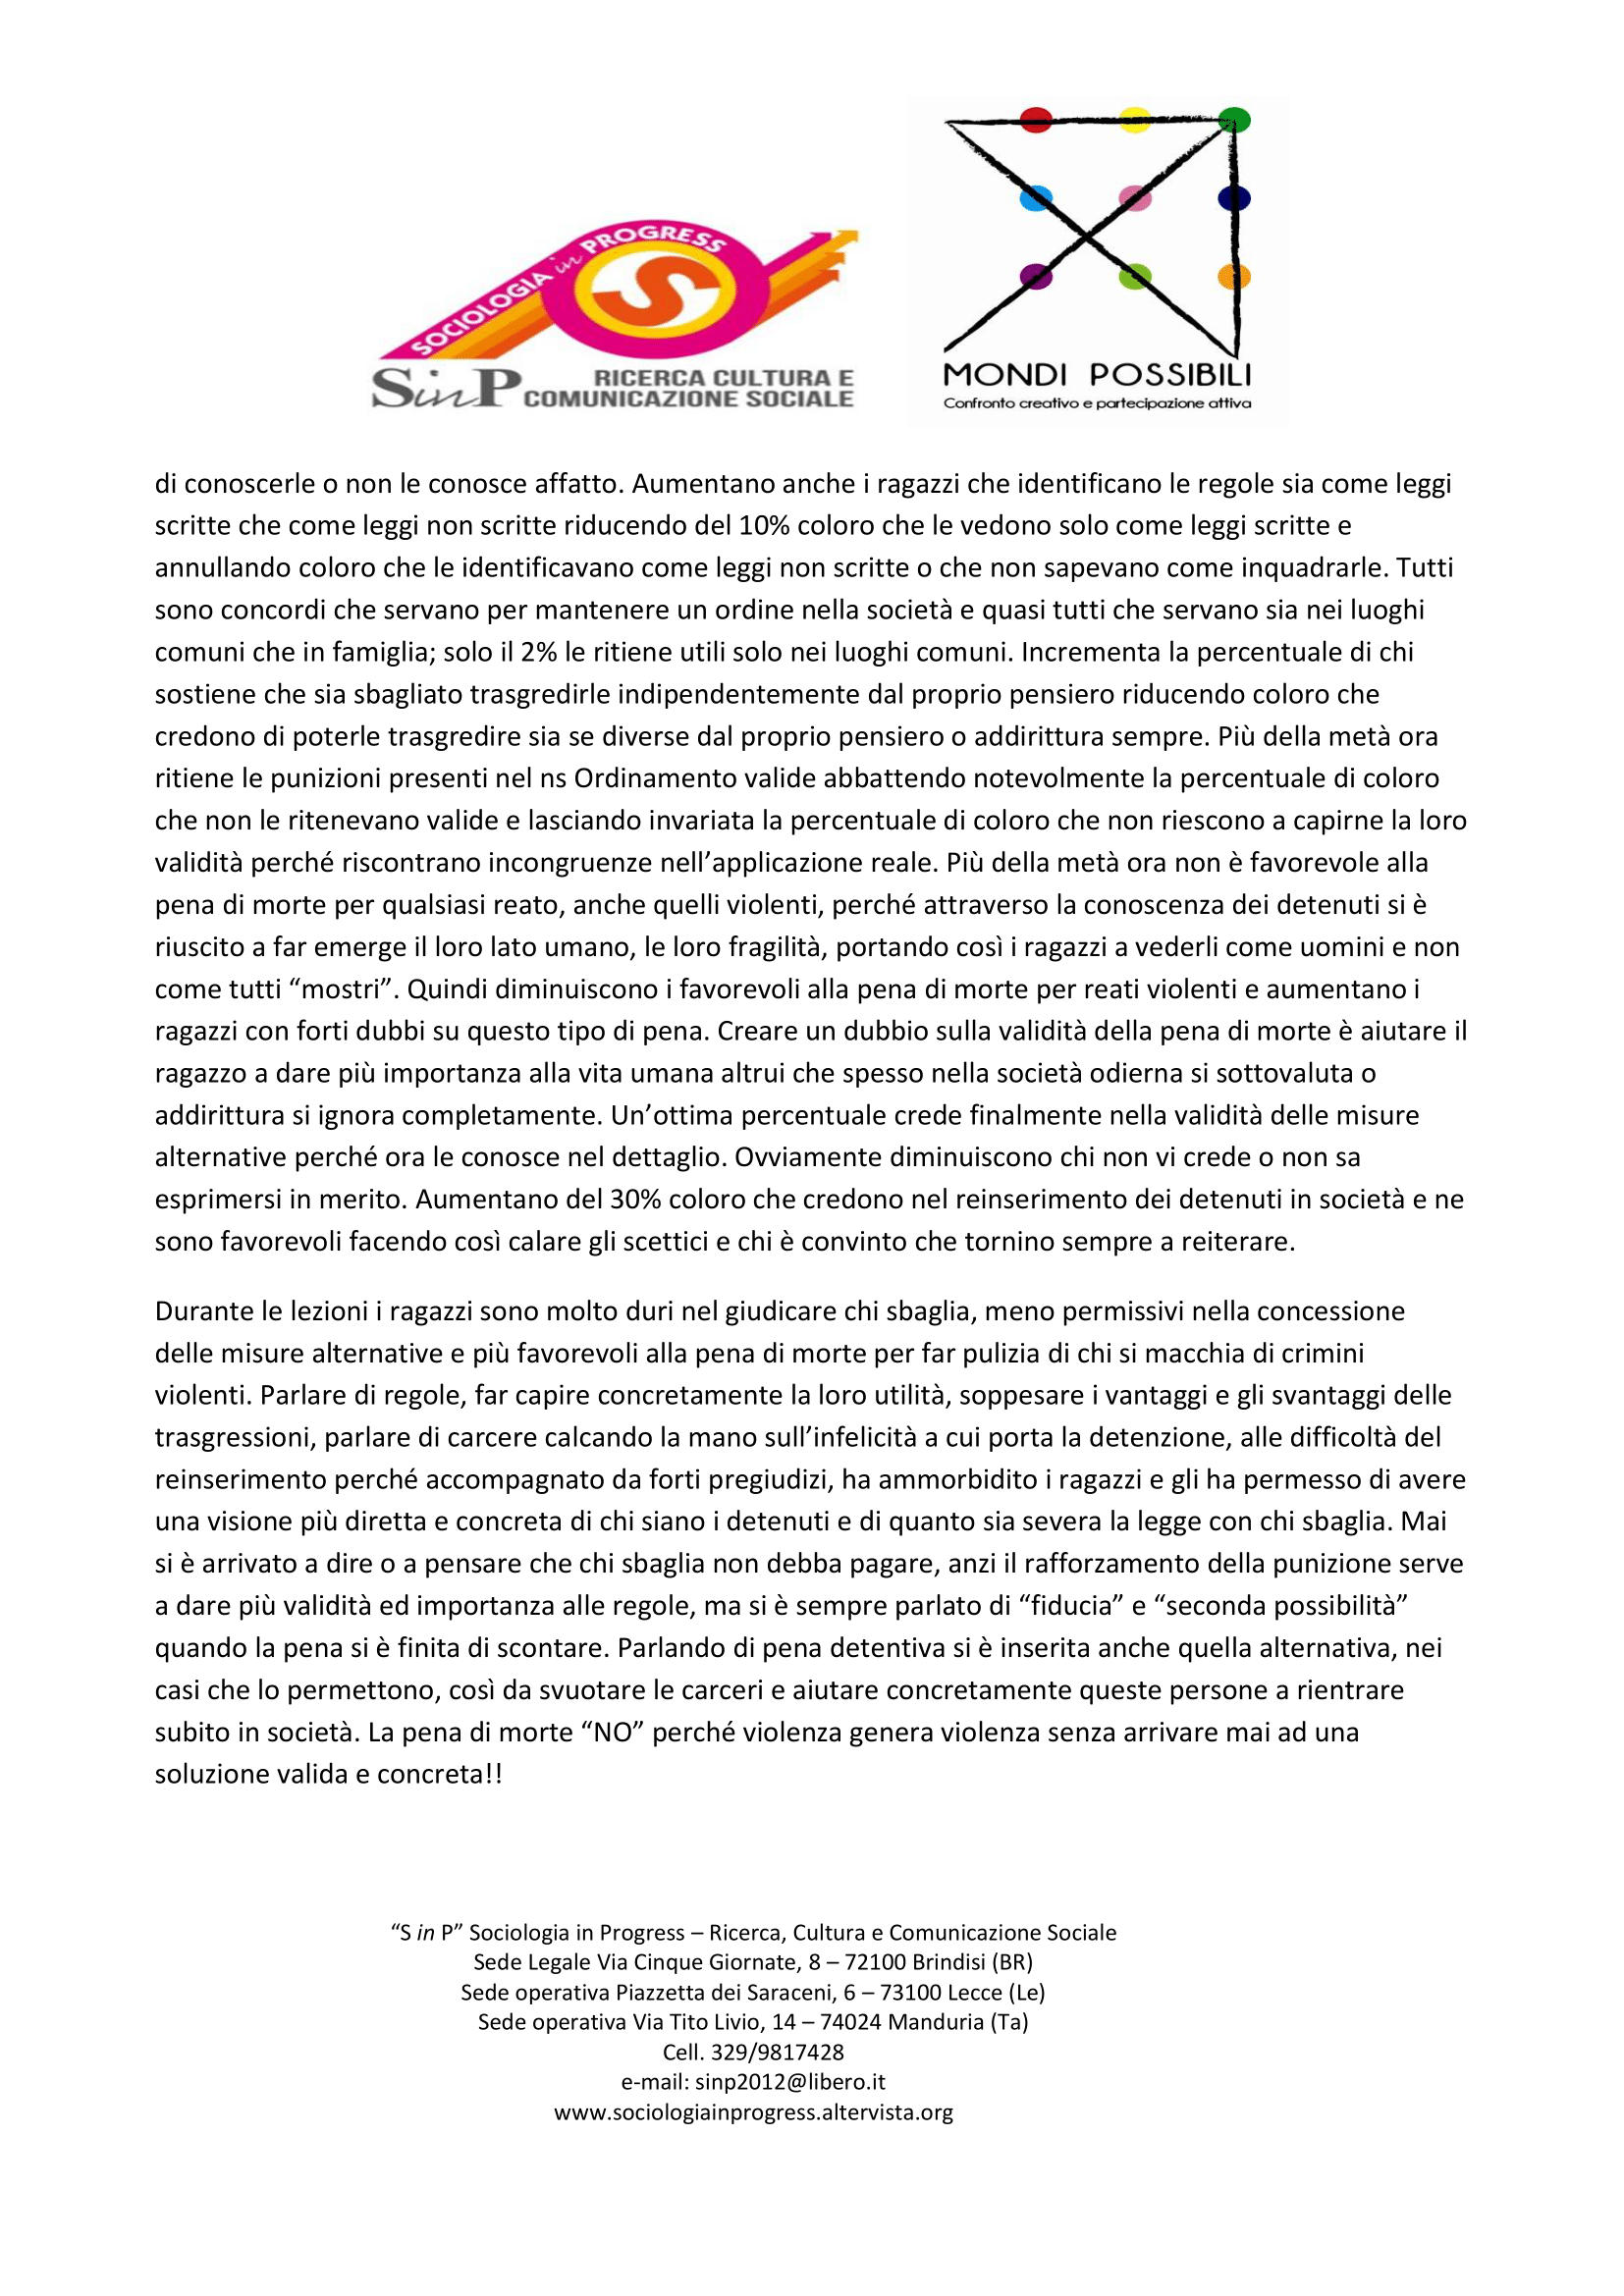 SOCIOLOGIA in PROGRESS
S
SinP RICERCA CULTURA E
COMUNICAZIONE SOCIALE
MONDI POSSIBILI
Confronto creativo e partecipazione attiva
di conoscerle o non le conosce affatto. Aumentano anche i ragazzi che identificano le regole sia come leggi
scritte che come leggi non scritte riducendo del 10% coloro che le vedono solo come leggi scritte e
annullando coloro che le identificavano come leggi non scritte o che non sapevano come inquadrarle. Tutti
sono concordi che servano per mantenere un ordine nella società e quasi tutti che servano sia nei luoghi
comuni che in famiglia; solo il 2% le ritiene utili solo nei luoghi comuni. Incrementa la percentuale di chi
sostiene che sia sbagliato trasgredirle indipendentemente dal proprio pensiero riducendo coloro che
credono di poterle trasgredire sia se diverse dal proprio pensiero o addirittura sempre. Più della metà ora
ritiene le punizioni presenti nel ns Ordinamento valide abbattendo notevolmente la percentuale di coloro
che non le ritenevano valide e lasciando invariata la percentuale di coloro che non riescono a capirne la loro
validità perché riscontrano incongruenze nell’applicazione reale. Più della metà ora non è favorevole alla
pena di morte per qualsiasi reato, anche quelli violenti, perché attraverso la conoscenza dei detenuti si è
riuscito a far emerge il loro lato umano, le loro fragilità, portando così i ragazzi a vederli come uomini e non
come tutti “mostri”. Quindi diminuiscono i favorevoli alla pena di morte per reati violenti e aumentano i
ragazzi con forti dubbi su questo tipo di pena. Creare un dubbio sulla validità della pena di morte è aiutare il
ragazzo a dare più importanza alla vita umana altrui che spesso nella società odierna si sottovaluta o
addirittura si ignora completamente. Un’ottima percentuale crede finalmente nella validità delle misure
alternative perché ora le conosce nel dettaglio. Ovviamente diminuiscono chi non vi crede o non sa
esprimersi in merito. Aumentano del 30% coloro che credono nel reinserimento dei detenuti in società e ne
sono favorevoli facendo così calare gli scettici e chi è convinto che tornino sempre a reiterare.
Durante le lezioni i ragazzi sono molto duri nel giudicare chi sbaglia, meno permissivi nella concessione
delle misure alternative e più favorevoli alla pena di morte per far pulizia di chi si macchia di crimini
violenti. Parlare di regole, far capire concretamente la loro utilità, soppesare i vantaggi e gli svantaggi delle
trasgressioni, parlare di carcere calcando la mano sull’infelicità a cui porta la detenzione, alle difficoltà del
reinserimento perché accompagnato da forti pregiudizi, ha ammorbidito i ragazzi e gli ha permesso di avere
una visione più diretta e concreta di chi siano i detenuti e di quanto sia severa la legge con chi sbaglia. Mai
si è arrivato a dire o a pensare che chi sbaglia non debba pagare, anzi il rafforzamento della punizione serve
a dare più validità ed importanza alle regole, ma si è sempre parlato di “fiducia” e “seconda possibilità”
quando la pena si è finita di scontare. Parlando di pena detentiva si è inserita anche quella alternativa, nei
casi che lo permettono, così da svuotare le carceri e aiutare concretamente queste persone a rientrare
subito in società. La pena di morte “NO” perché violenza genera violenza senza arrivare mai ad una
soluzione valida e concreta!!
“S in P” Sociologia in Progress – Ricerca, Cultura e Comunicazione Sociale
Sede Legale Via Cinque Giornate, 8 – 72100 Brindisi (BR)
Sede operativa Piazzetta dei Saraceni, 6 – 73100 Lecce (Le)
Sede operativa Via Tito Livio, 14 – 74024 Manduria (Ta)
Cell. 329/9817428
e-mail: sinp2012@libero.it
www.sociologiainprogress.altervista.org